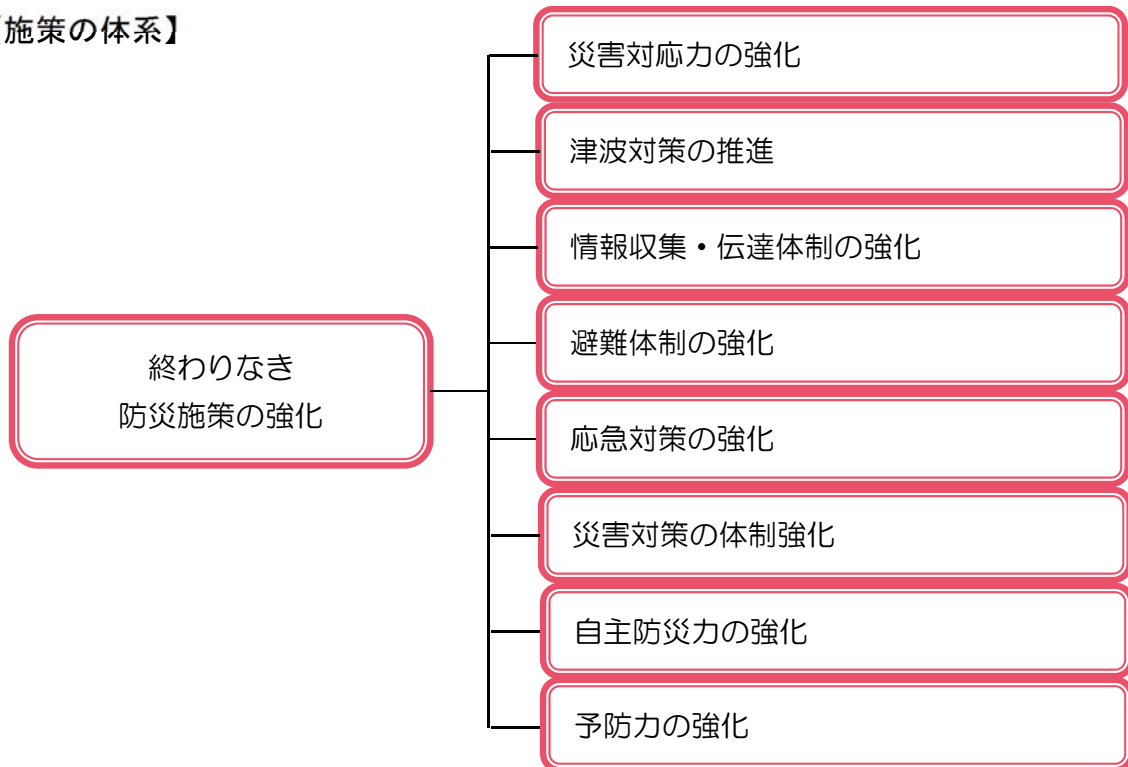 施策の体系】
災害対応力の強化
津波対策の推進
情報収集・伝達体制の強化
避難体制の強化
終わりなき
防災施策の強化
応急対策の強化
災害対策の体制強化
自主防災力の強化
予防力の強化